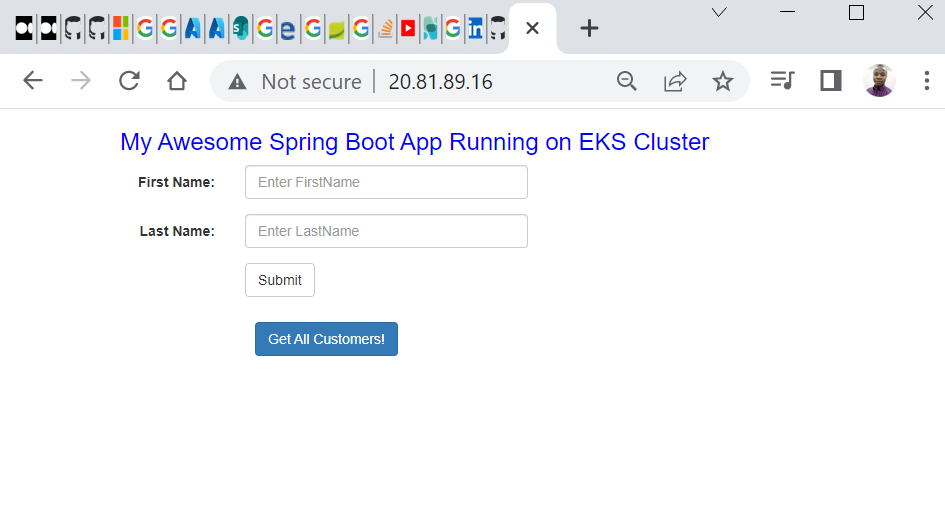 Not secure 20.81.89.16
My Awesome Spring Boot App Running on EKS Cluster
First Name: Enter FirstName
Last Name: Enter LastName
Submit
Get All Customers!